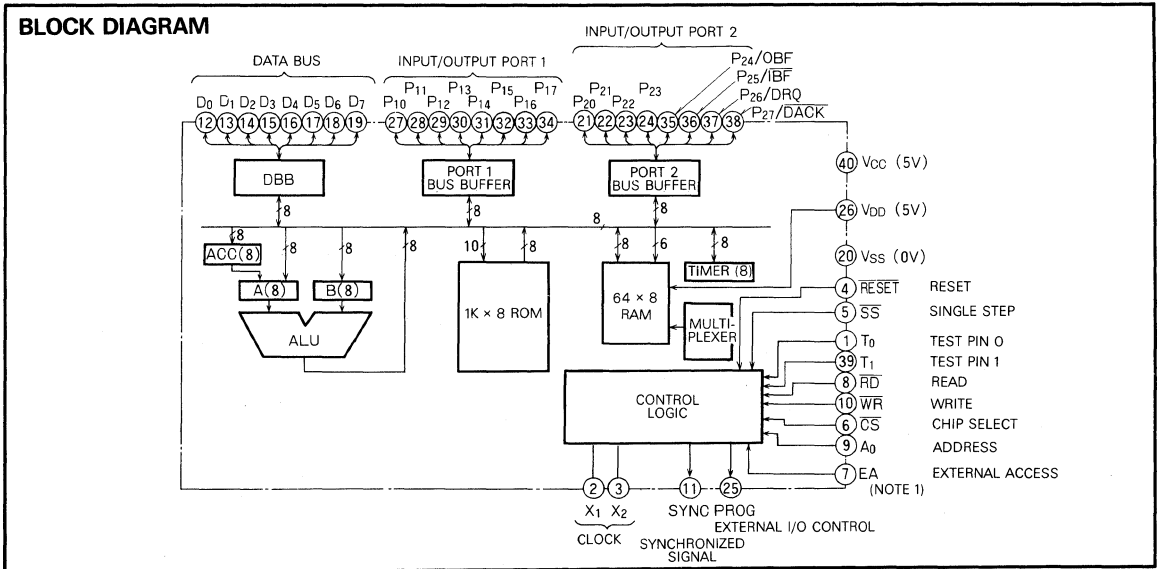 BLOCK DIAGRAM
INPUT/OUTPUT PORT 2
DATA BUS
INPUT/OUTPUT PORT 1
P24/OBF
P25/I̅B̅F̅
P26/DRQ
P27/D̅A̅C̅K̅
P11 P13 P15 P17
P21 P23
D0 D1 D2 D3 D4 D5 D6 D7
P10 P12 P14 P16
P20 P22
12 13 14 15 16 17 18 19
27 28 29 30 31 32 33 34
21 22 23 24 35 36 37 38
40 VCC (5V)
DBB
PORT 1 BUS BUFFER
PORT 2 BUS BUFFER
26 VDD (5V)
8 8 8
8
20 VSS (0V)
8 8 8 8 10 8 8 6 8
ACC(8)
TIMER (8)
A(8) B(8)
4 R̅E̅S̅E̅T̅ RESET
1K × 8 ROM
64 × 8 RAM
5 S̅S̅ SINGLE STEP
MULTI-
PLEXER
ALU
1 T0 TEST PIN 0
39 T1 TEST PIN 1
8 R̅D̅ READ
CONTROL
LOGIC
10 W̅R̅ WRITE
6 C̅S̅ CHIP SELECT
9 A0 ADDRESS
7 EA EXTERNAL ACCESS
(NOTE 1)
2 3 11 25
X1 X2 SYNC PROG
EXTERNAL I/O CONTROL
CLOCK
SYNCHRONIZED
SIGNAL